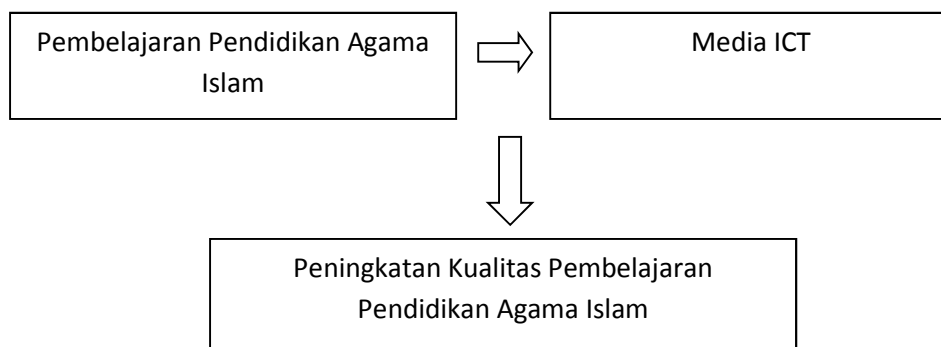 Pembelajaran Pendidikan Agama
Islam
Media ICT
Peningkatan Kualitas Pembelajaran
Pendidikan Agama Islam